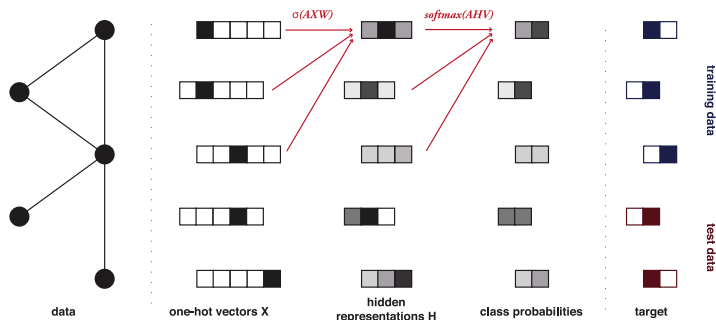 σ(AXW)
softmax(AHV)
training data
test data
data
one-hot vectors X
hidden
representations H
class probabilities
target